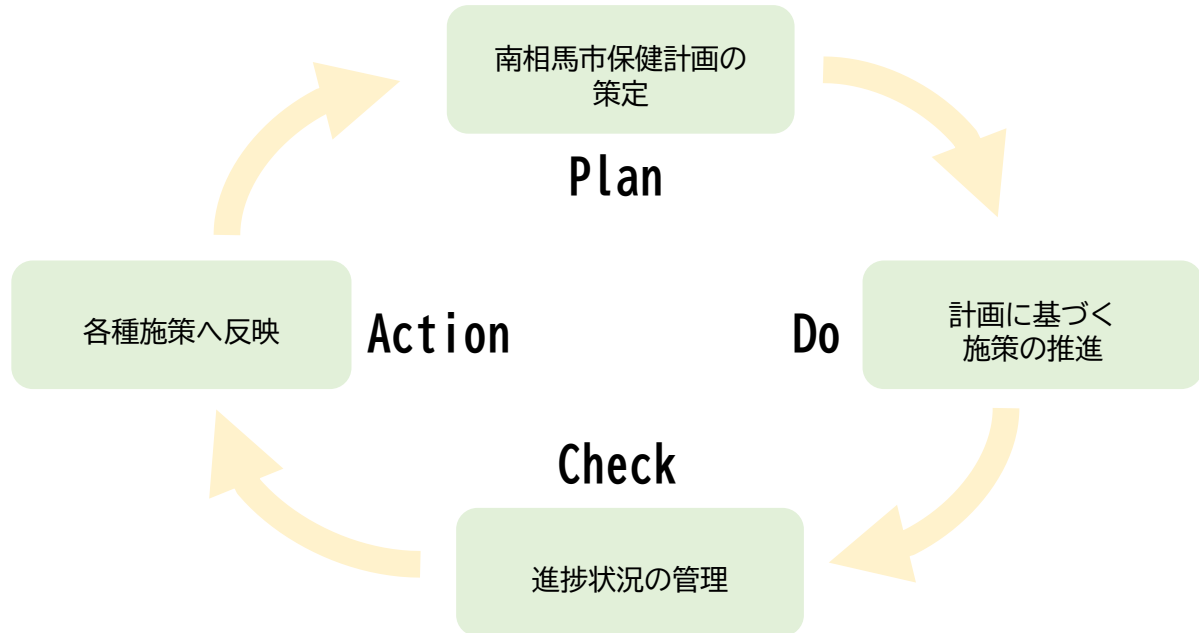 南相馬市保健計画の
策定
Plan
各種施策へ反映
Action
Do
計画に基づく
施策の推進
Check
進捗状況の管理